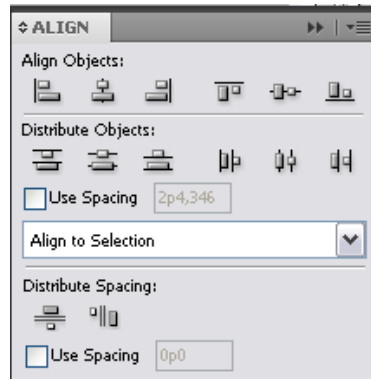 ALIGN
Align Objects:
Distribute Objects:
Use Spacing 2p4,346
Align to Selection
Distribute Spacing:
Use Spacing 0p0